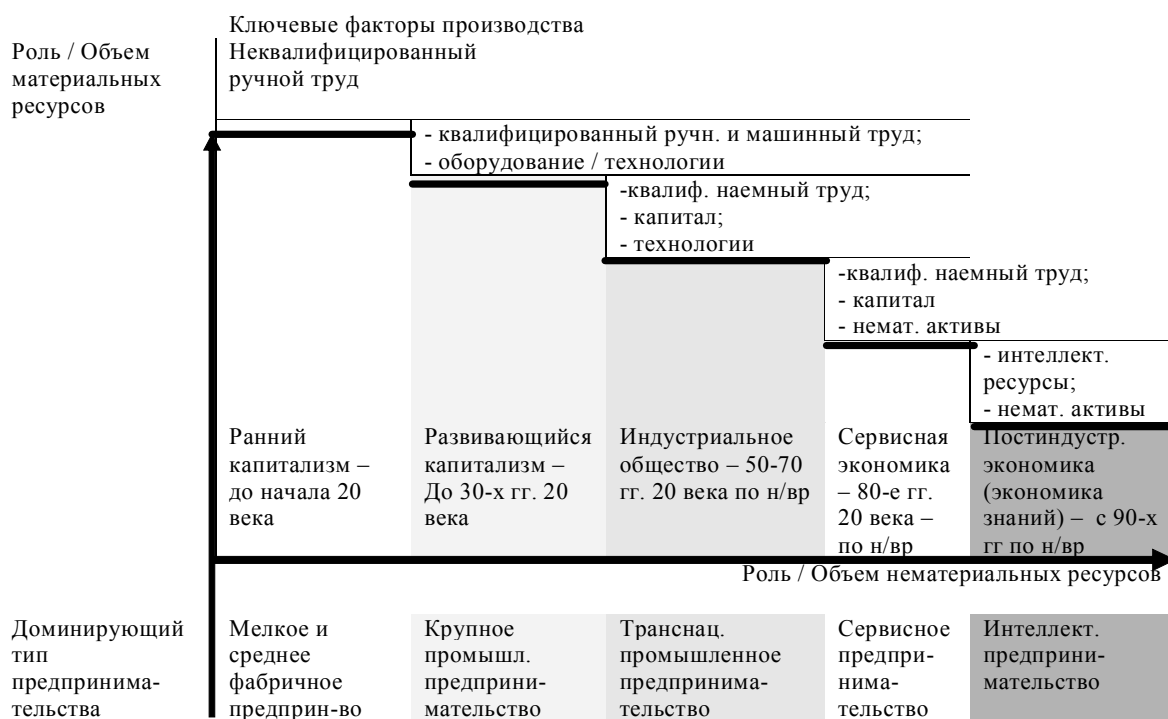 Ключевые факторы производства
Роль / Объем
материальных
ресурсов
Неквалифицированный
ручной труд
- квалифицированный ручн. и машинный труд;
- оборудование / технологии
-квалиф. наемный труд;
- капитал;
- технологии
-квалиф. наемный труд;
- капитал
- немат. активы
- интеллект.
ресурсы;
- немат. активы
Ранний
капитализм –
до начала 20
века
Развивающийся
капитализм –
До 30-х гг. 20
века
Индустриальное
общество – 50-70
гг. 20 века по н/вр
Сервисная
экономика
– 80-е гг.
20 века –
по н/вр
Постиндустр.
экономика
(экономика
знаний) – с 90-х
гг по н/вр
Роль / Объем нематериальных ресурсов
Доминирующий
тип
предпринима-
тельства
Мелкое и
среднее
фабричное
предприн-во
Крупное
промышл.
предприни-
мательство
Транснац.
промышленное
предпринима-
тельство
Сервисное
предпри-
нима-
тельство
Интеллект.
предприни-
мательство